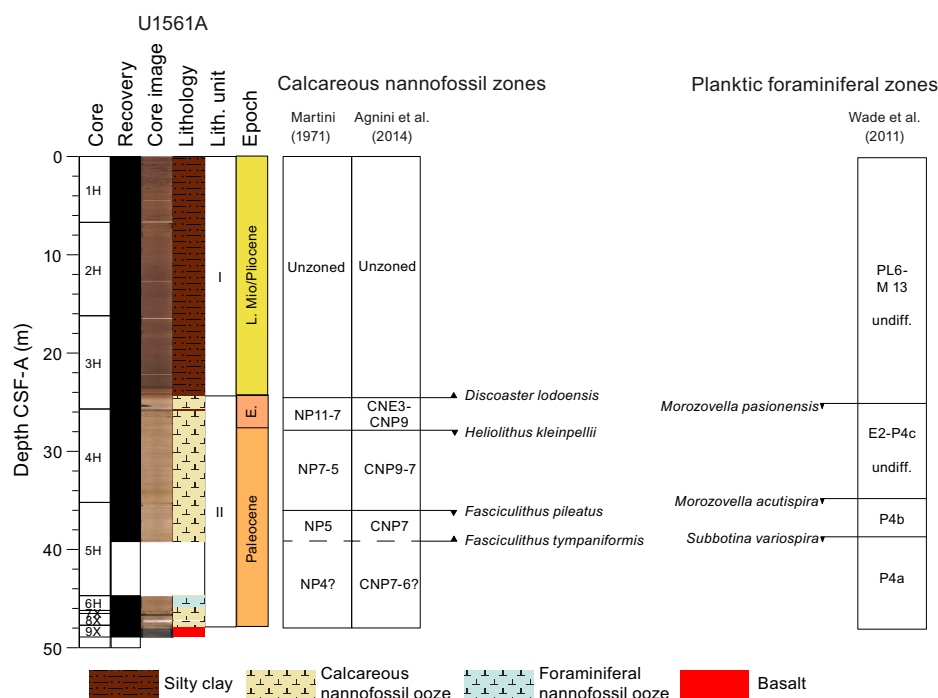 U1561A
Calcareous nannofossil zones
Planktic foraminiferal zones
Core
Recovery
Core image
Lithology
Lith. unit
Epoch
Martini
(1971)
Agnini et al.
(2014)
Wade et al.
(2011)
Depth CSF-A (m)
0
10
20
30
40
50
1H
2H
3H
4H
5H
6H
7X
8X
9X
I
II
L. Mio/Pliocene
E.
Paleocene
Unzoned
NP11-7
NP7-5
NP5
NP4?
Unzoned
CNE3-
CNP9
CNP9-7
CNP7
CNP7-6?
Discoaster lodoensis
Heliolithus kleinpellii
Fasciculithus pileatus
Fasciculithus tympaniformis
Morozovella pasionensis
Morozovella acutispira
Subbotina variospira
PL6-
M 13
undiff.
E2-P4c
undiff.
P4b
P4a
Silty clay
Calcareous
nannofossil ooze
Foraminiferal
nannofossil ooze
Basalt